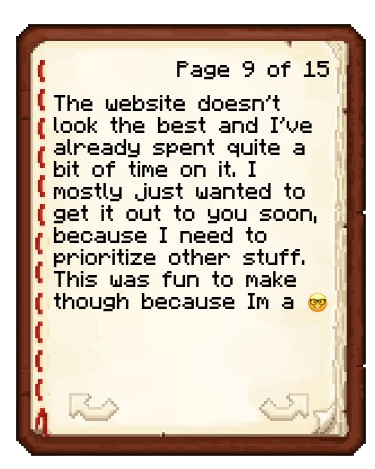 Page 9 of 15
The website doesn't
look the best and I've
already spent quite a
bit of time on it. I
mostly just wanted to
get it out to you soon,
because I need to
prioritize other stuff.
This was fun to make
though because Im a 🤓